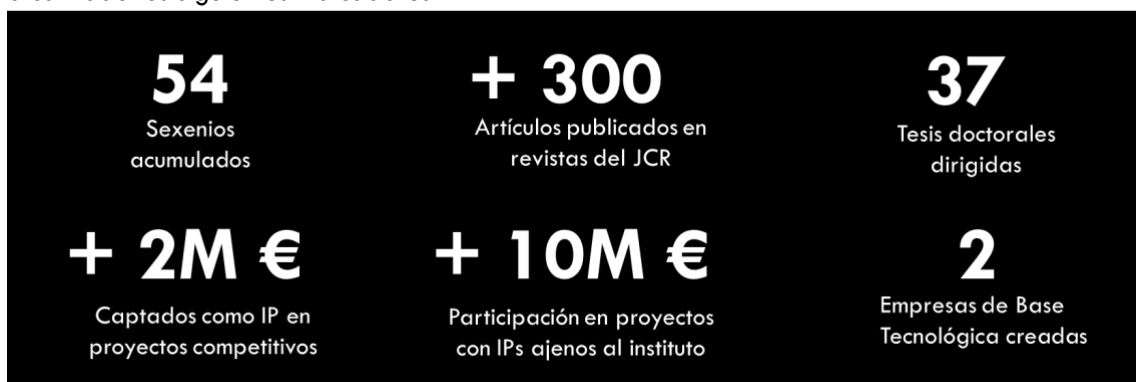 54
Sexenios
acumulados
+ 300
Artículos publicados en
revistas del JCR
37
Tesis doctorales
dirigidas
+ 2M €
Captados como IP en
proyectos competitivos
+ 10M €
Participación en proyectos
con IPs ajenos al instituto
2
Empresas de Base
Tecnológica creadas